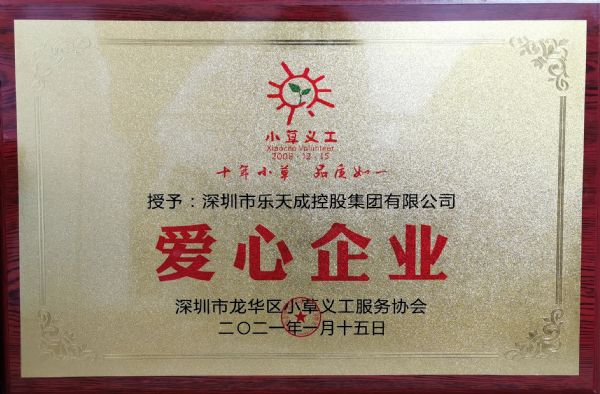 小草义工
Xiaocao Volunteer
2008·12·15
十年小草 品质如一
授予：深圳市乐天成控股集团有限公司
爱心企业
深圳市龙华区小草义工服务协会
二〇二一年一月十五日